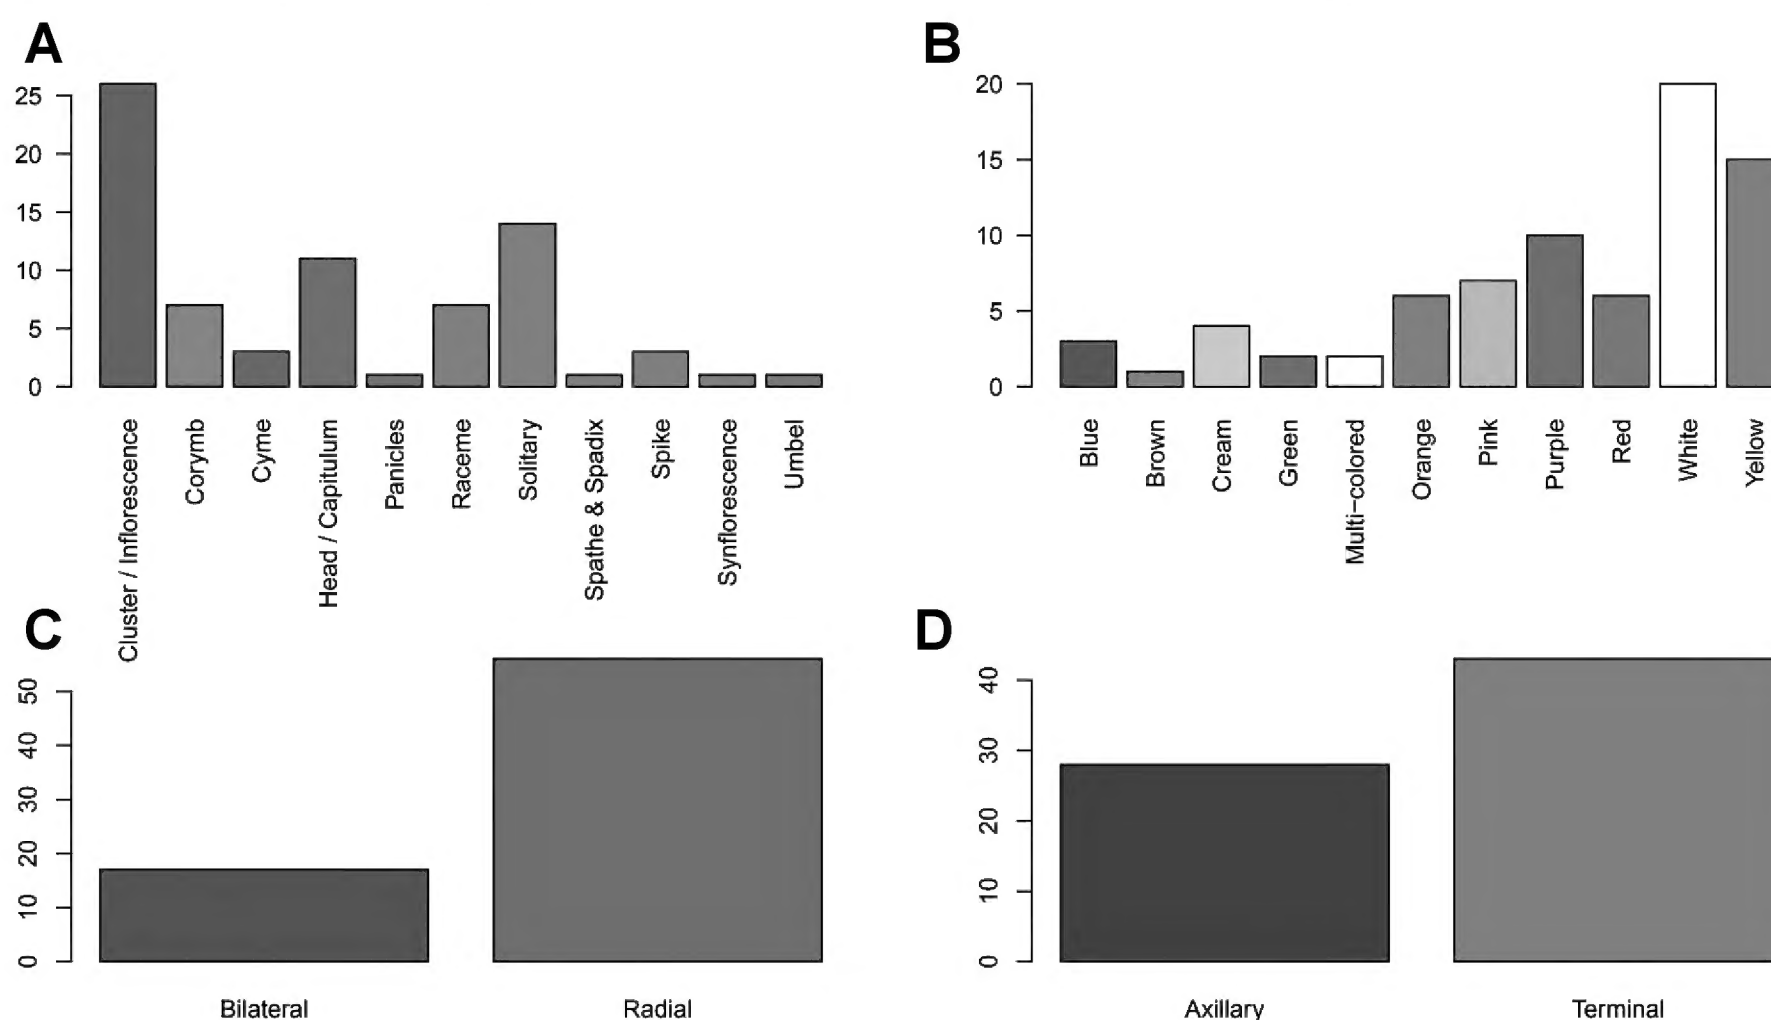 A
25
20
15
10
5
0
Cluster / Inflorescence
Corymb
Cyme
Head / Capitulum
Panicles
Raceme
Solitary
Spathe & Spadix
Spike
Synflorescence
Umbel
B
20
15
10
5
0
Blue
Brown
Cream
Green
Multi−colored
Orange
Pink
Purple
Red
White
Yellow
C
50
40
30
20
10
0
Bilateral
Radial
D
40
30
20
10
0
Axillary
Terminal